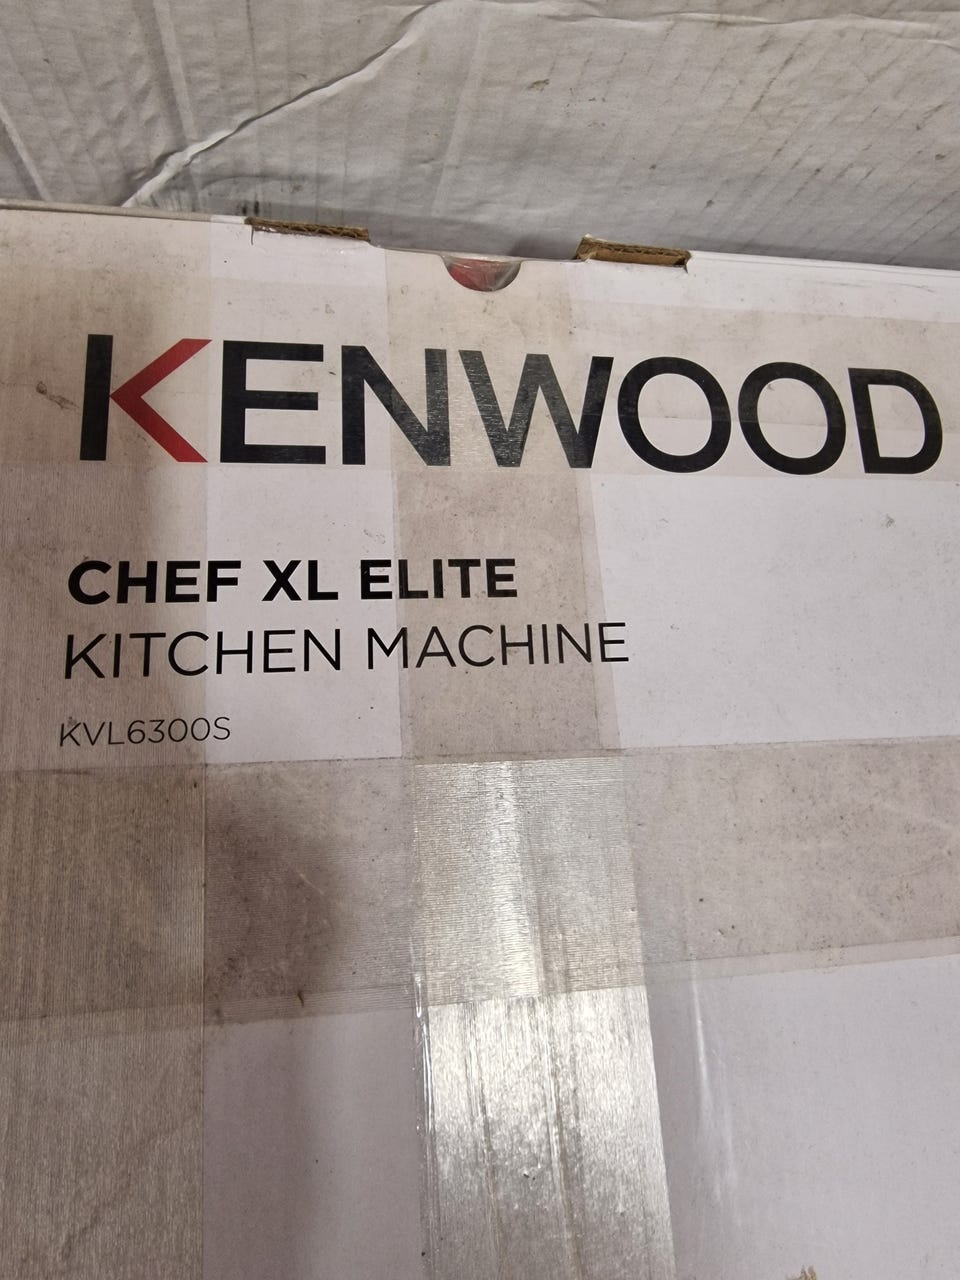 KENWOOD
CHEF XL ELITE
KITCHEN MACHINE
KVL6300S